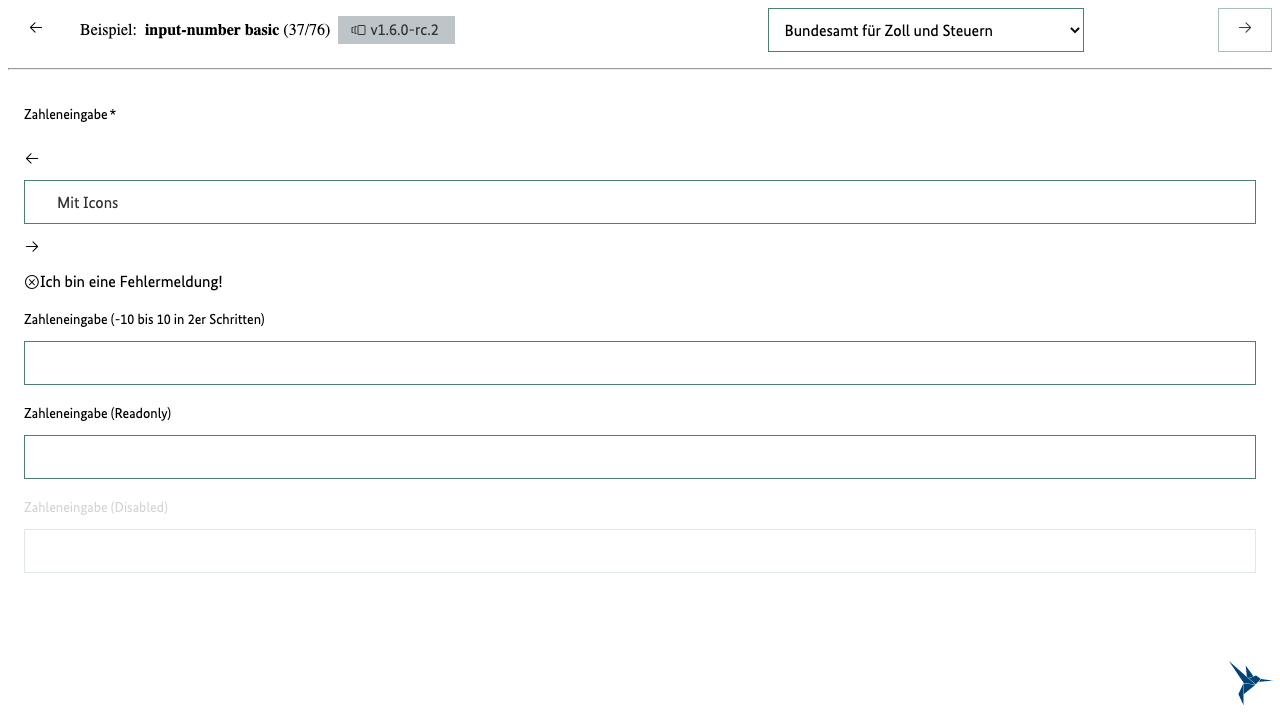 Beispiel: input-number basic (37/76) v1.6.0-rc.2 Bundesamt für Zoll und Steuern
Zahleneingabe *
Mit Icons
Ich bin eine Fehlermeldung!
Zahleneingabe (-10 bis 10 in 2er Schritten)
Zahleneingabe (Readonly)
Zahleneingabe (Disabled)